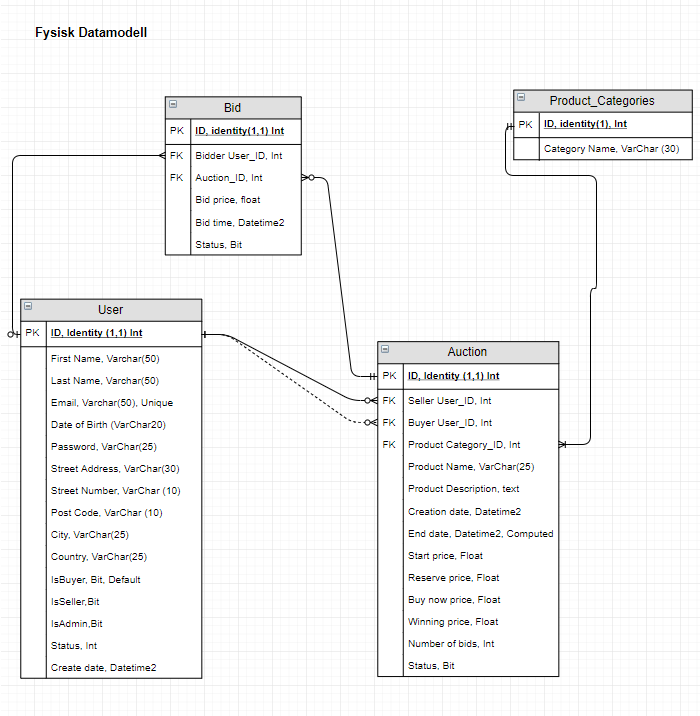 Fysisk Datamodell
Bid
PK ID, identity(1,1) Int
FK Bidder User_ID, Int
FK Auction_ID, Int
Bid price, float
Bid time, Datetime2
Status, Bit
Product_Categories
PK ID, identity(1), Int
Category Name, VarChar (30)
User
PK ID, Identity (1,1) Int
First Name, Varchar(50)
Last Name, Varchar(50)
Email, Varchar(50), Unique
Date of Birth (VarChar20)
Password, VarChar(25)
Street Address, VarChar(30)
Street Number, VarChar (10)
Post Code, VarChar (10)
City, VarChar(25)
Country, VarChar(25)
IsBuyer, Bit, Default
IsSeller,Bit
IsAdmin,Bit
Status, Int
Create date, Datetime2
Auction
PK ID, Identity (1,1) Int
FK Seller User_ID, Int
FK Buyer User_ID, Int
FK Product Category_ID, Int
Product Name, VarChar(25)
Product Description, text
Creation date, Datetime2
End date, Datetime2, Computed
Start price, Float
Reserve price, Float
Buy now price, Float
Winning price, Float
Number of bids, Int
Status, Bit